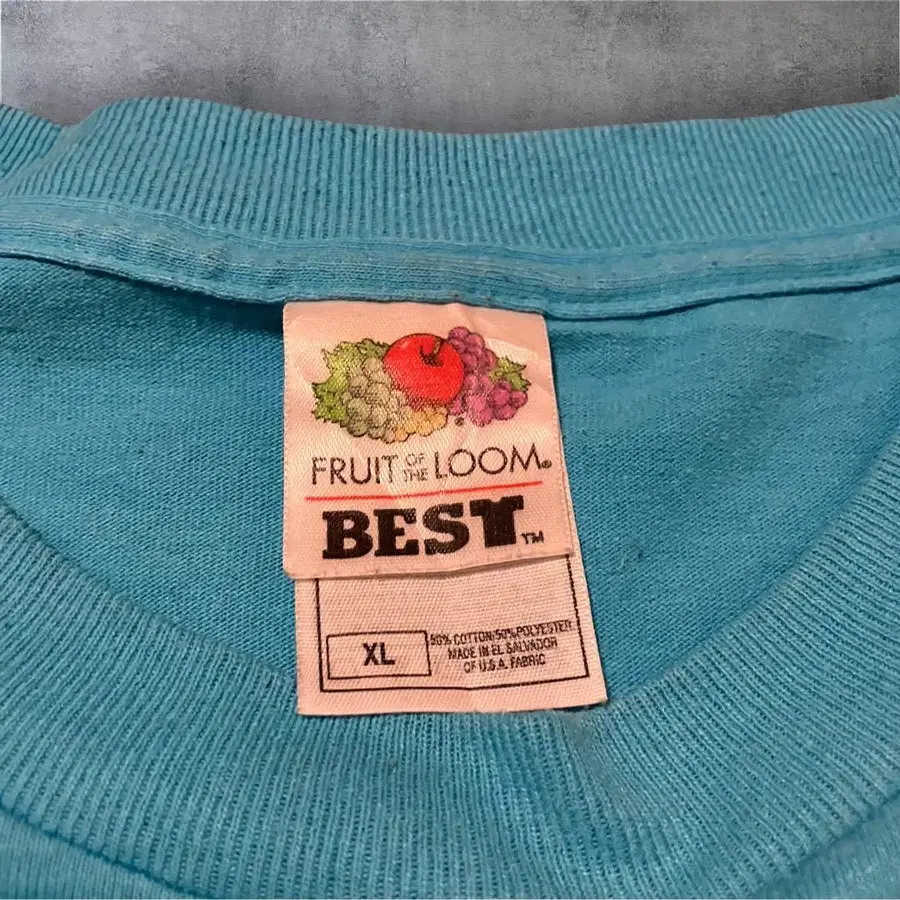 FRUIT OF THE LOOM®
BEST™
XL
50% COTTON/50% POLYESTER
MADE IN EL SALVADOR
OF U.S.A. FABRIC